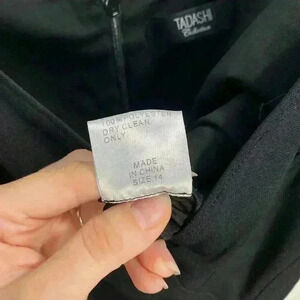 TADASHI
Collection
100% POLYESTER
DRY CLEAN
ONLY
MADE
IN CHINA
SIZE 14